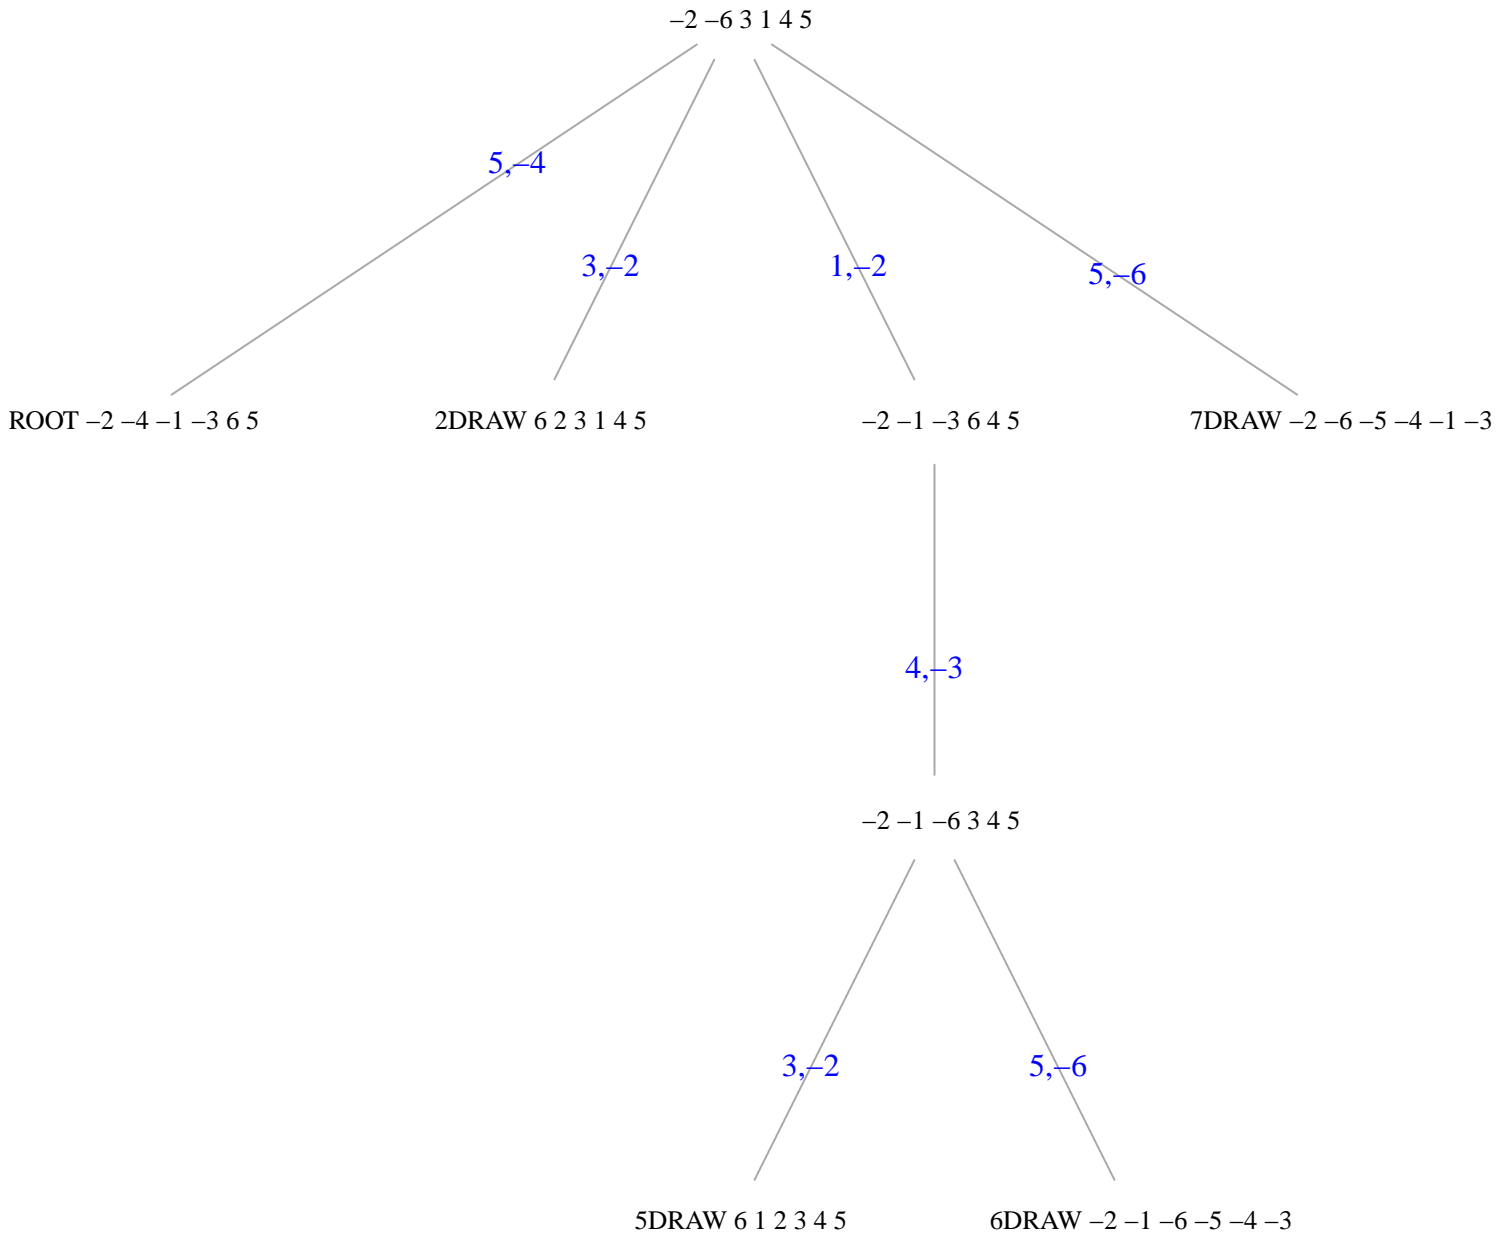 –2 –6 3 1 4 5
5,–4
3,–2
1,–2
5,–6
ROOT –2 –4 –1 –3 6 5
2DRAW 6 2 3 1 4 5
–2 –1 –3 6 4 5
7DRAW –2 –6 –5 –4 –1 –3
4,–3
–2 –1 –6 3 4 5
3,–2
5,–6
5DRAW 6 1 2 3 4 5
6DRAW –2 –1 –6 –5 –4 –3